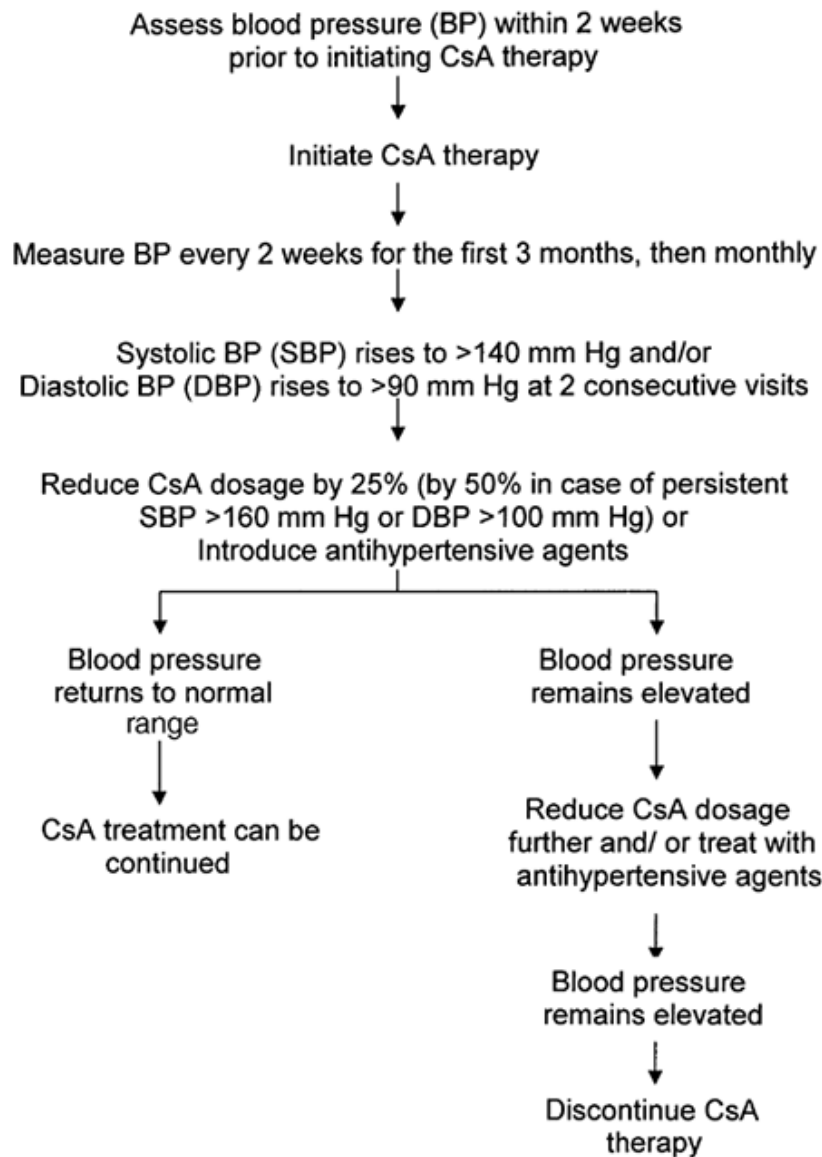 Assess blood pressure (BP) within 2 weeks
prior to initiating CsA therapy
Initiate CsA therapy
Measure BP every 2 weeks for the first 3 months, then monthly
Systolic BP (SBP) rises to >140 mm Hg and/or
Diastolic BP (DBP) rises to >90 mm Hg at 2 consecutive visits
Reduce CsA dosage by 25% (by 50% in case of persistent
SBP >160 mm Hg or DBP >100 mm Hg) or
Introduce antihypertensive agents
Blood pressure
returns to normal
range
CsA treatment can be
continued
Blood pressure
remains elevated
Reduce CsA dosage
further and/ or treat with
antihypertensive agents
Blood pressure
remains elevated
Discontinue CsA
therapy